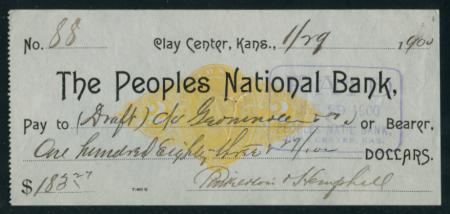 No. 88 Clay Center, Kans., 1/29 1900
The Peoples National Bank,
Pay to (Draft) c/o or Bearer,
One hundred Eighty three & 27/100 DOLLARS.
$183.27 & Hemphill